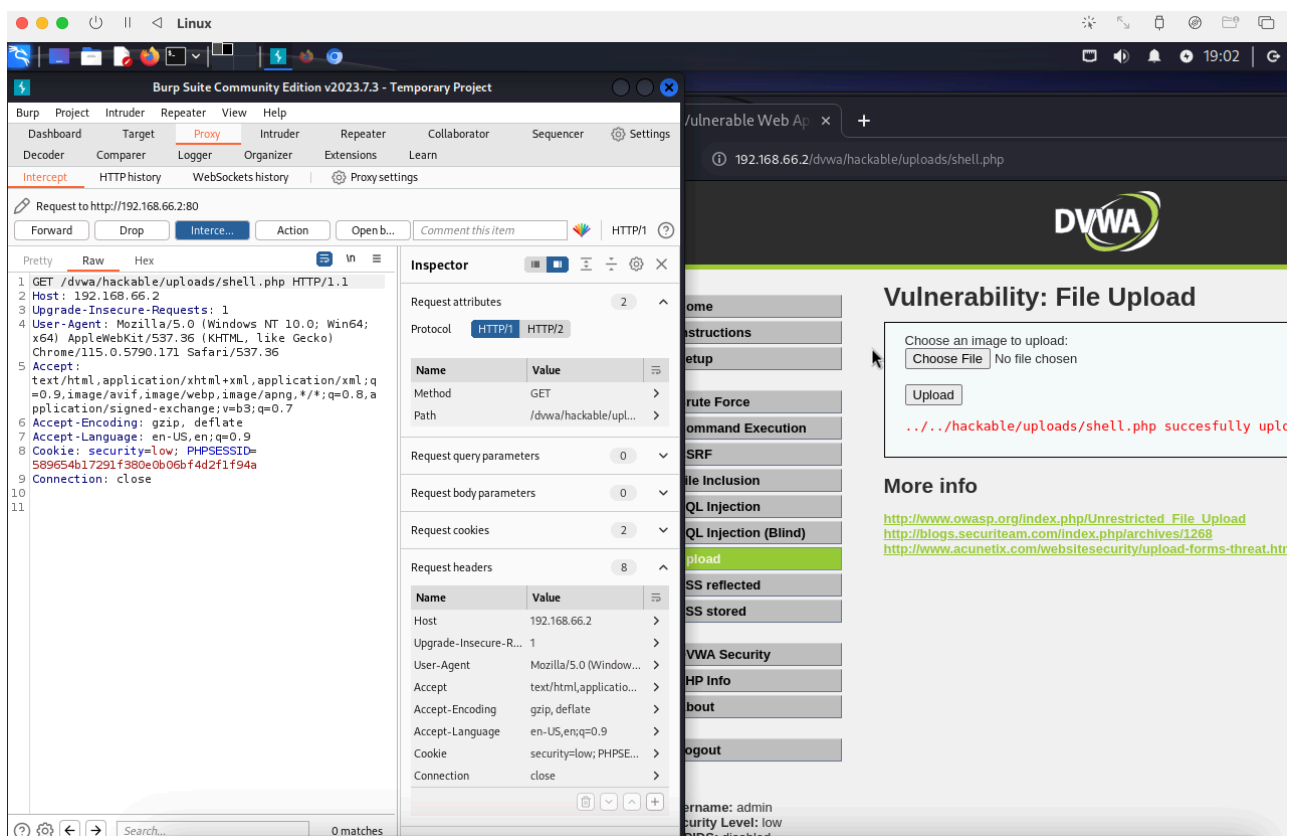 Linux
19:02
Burp Suite Community Edition v2023.7.3 - Temporary Project
Burp Project Intruder Repeater View Help
Dashboard Target Proxy Intruder Repeater Collaborator Sequencer Settings
Decoder Comparer Logger Organizer Extensions Learn
Intercept HTTP history WebSockets history Proxy settings
Request to http://192.168.66.2:80
Forward Drop Interce... Action Open b... Comment this item HTTP/1
Pretty Raw Hex \n
1 GET /dvwa/hackable/uploads/shell.php HTTP/1.1
2 Host: 192.168.66.2
3 Upgrade-Insecure-Requests: 1
4 User-Agent: Mozilla/5.0 (Windows NT 10.0; Win64;
x64) AppleWebKit/537.36 (KHTML, like Gecko)
Chrome/115.0.5790.171 Safari/537.36
5 Accept:
text/html,application/xhtml+xml,application/xml;q
=0.9,image/avif,image/webp,image/apng,*/*;q=0.8,a
pplication/signed-exchange;v=b3;q=0.7
6 Accept-Encoding: gzip, deflate
7 Accept-Language: en-US,en;q=0.9
8 Cookie: security=low; PHPSESSID=
589654b17291f380e0b06bf4d2f1f94a
9 Connection: close
10
11
Search...
0 matches
Inspector
Request attributes 2
Protocol HTTP/1 HTTP/2
Name Value
Method GET
Path /dvwa/hackable/upl...
Request query parameters 0
Request body parameters 0
Request cookies 2
Request headers 8
Name Value
Host 192.168.66.2
Upgrade-Insecure-R... 1
User-Agent Mozilla/5.0 (Window...
Accept text/html,applicatio...
Accept-Encoding gzip, deflate
Accept-Language en-US,en;q=0.9
Cookie security=low; PHPSE...
Connection close
/ulnerable Web Ap
192.168.66.2/dvwa/hackable/uploads/shell.php
DVWA
ome
nstructions
etup
rute Force
ommand Execution
SRF
ile Inclusion
QL Injection
QL Injection (Blind)
pload
SS reflected
SS stored
VWA Security
HP Info
bout
ogout
ername: admin
curity Level: low
PIDS: disabled
Vulnerability: File Upload
Choose an image to upload:
Choose File No file chosen
Upload
../../hackable/uploads/shell.php succesfully uplo
More info
http://www.owasp.org/index.php/Unrestricted_File_Upload
http://blogs.securiteam.com/index.php/archives/1268
http://www.acunetix.com/websitesecurity/upload-forms-threat.htm